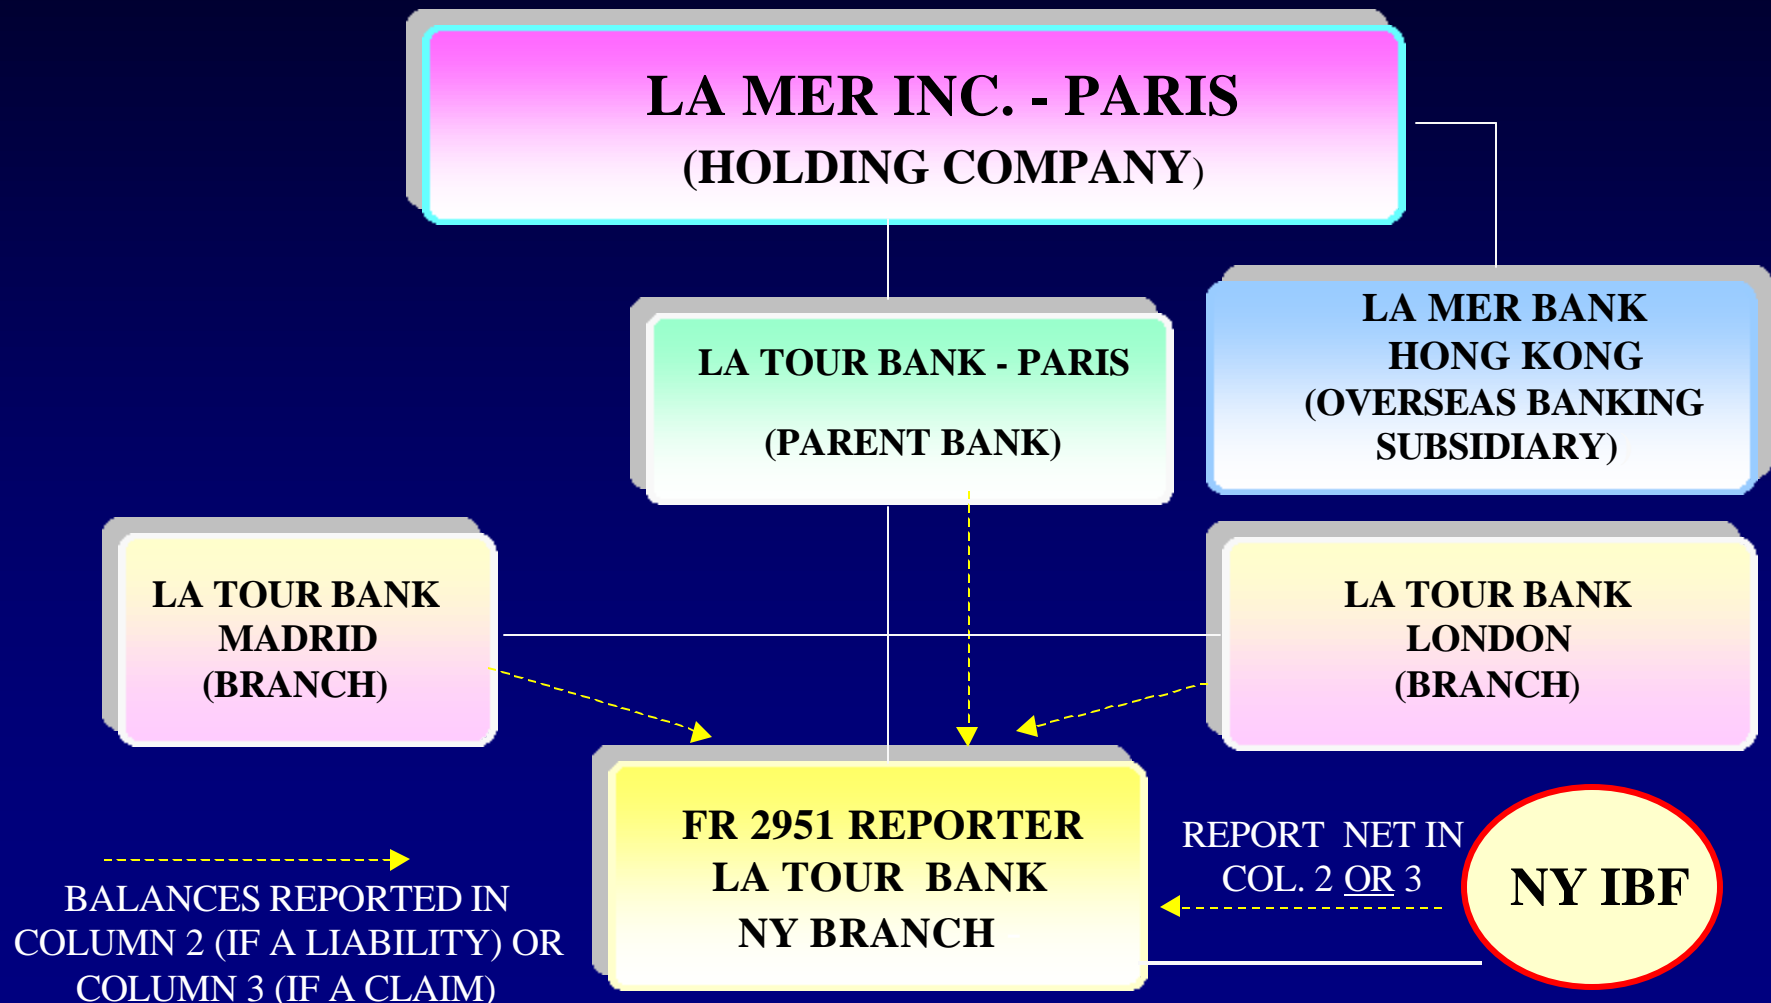 LA MER INC. - PARIS
(HOLDING COMPANY)
LA TOUR BANK - PARIS
(PARENT BANK)
LA MER BANK
HONG KONG
(OVERSEAS BANKING
SUBSIDIARY)
LA TOUR BANK
MADRID
(BRANCH)
LA TOUR BANK
LONDON
(BRANCH)
FR 2951 REPORTER
LA TOUR BANK
NY BRANCH
REPORT NET IN
COL. 2 OR 3
NY IBF
BALANCES REPORTED IN
COLUMN 2 (IF A LIABILITY) OR
COLUMN 3 (IF A CLAIM)